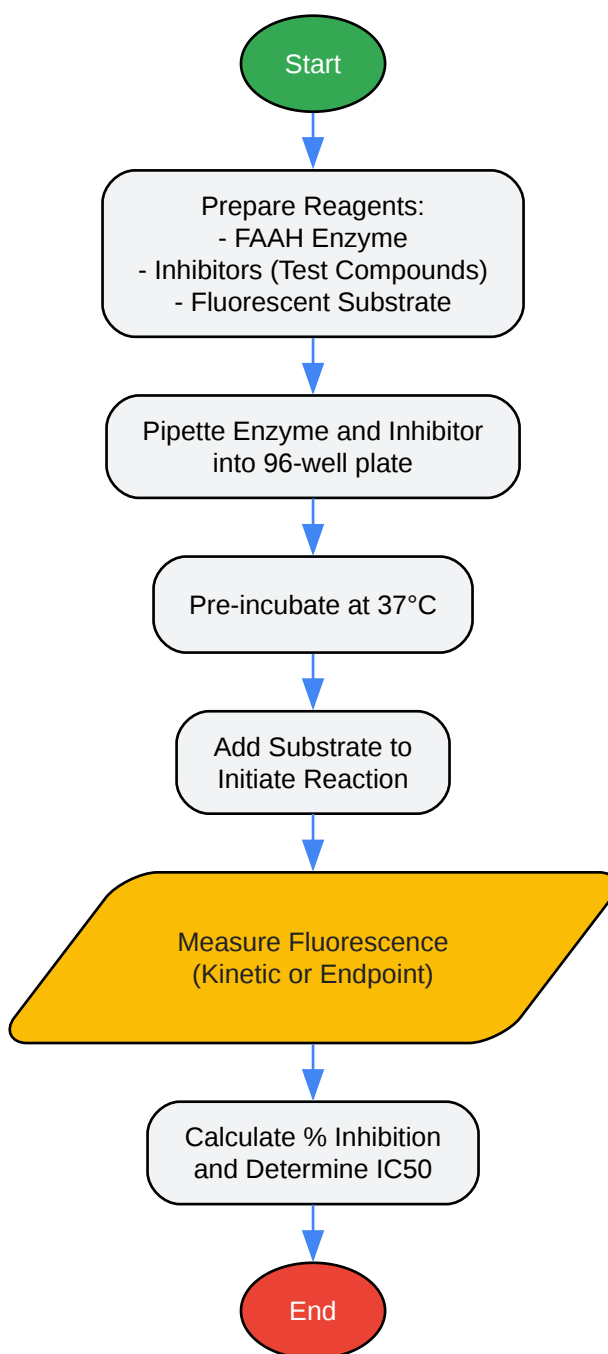 Start
Prepare Reagents:
- FAAH Enzyme
- Inhibitors (Test Compounds)
- Fluorescent Substrate
Pipette Enzyme and Inhibitor
into 96-well plate
Pre-incubate at 37°C
Add Substrate to
Initiate Reaction
Measure Fluorescence
(Kinetic or Endpoint)
Calculate % Inhibition
and Determine IC50
End